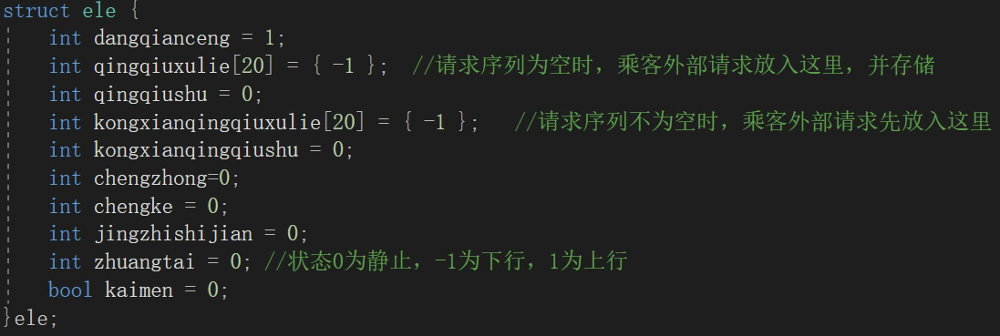 struct ele {
int dangqianceng = 1;
int qingqiuxulie[20] = { -1 };  //请求序列为空时，乘客外部请求放入这里，并存储
int qingqiushu = 0;
int kongxianqingqiuxulie[20] = { -1 };   //请求序列不为空时，乘客外部请求先放入这里
int kongxianqingqiushu = 0;
int chengzhong=0;
int chengke = 0;
int jingzhishijian = 0;
int zhuangtai = 0; //状态0为静止，-1为下行，1为上行
bool kaimen = 0;
}ele;